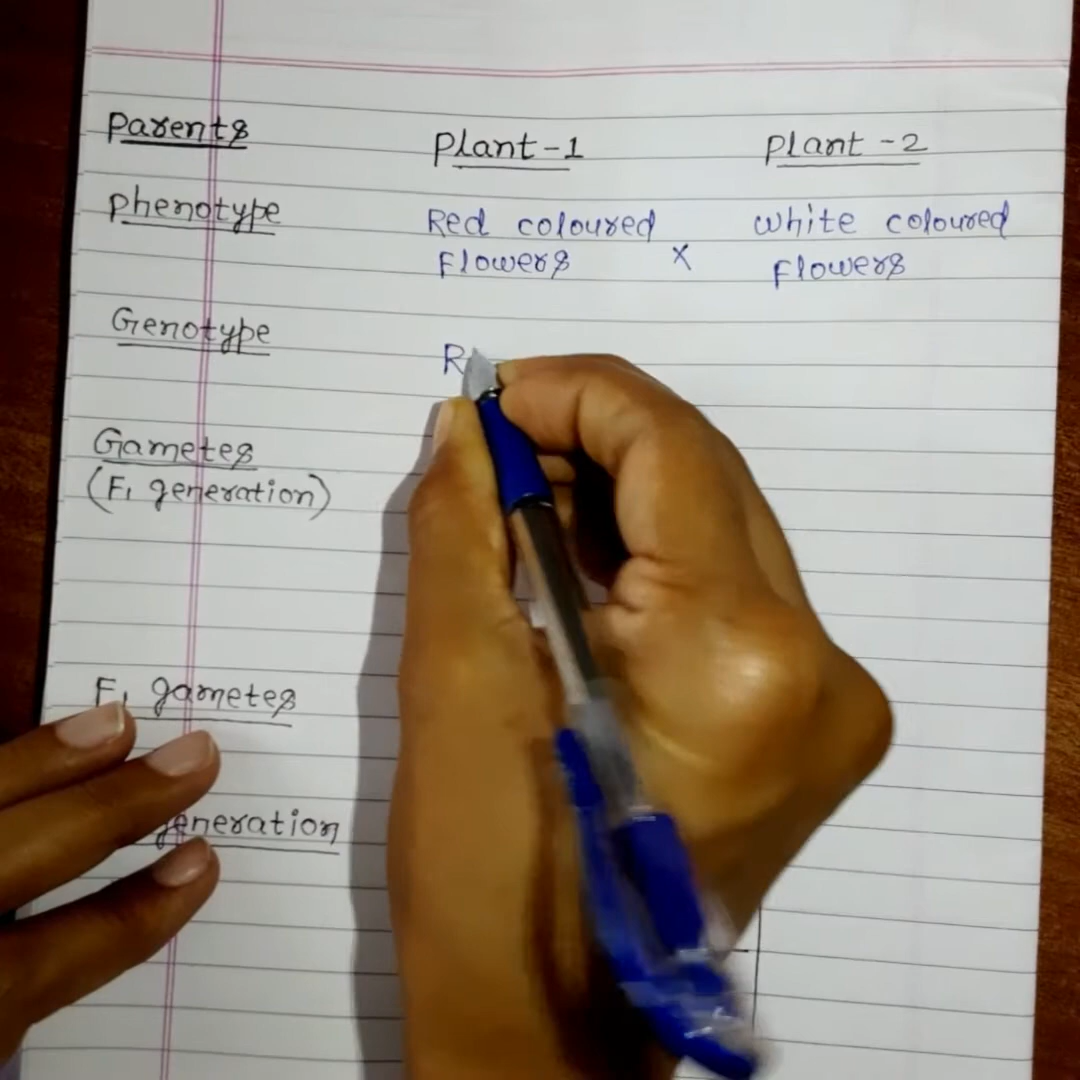 Parents Plant-1 Plant-2
Phenotype Red coloured White coloured
Flowers x Flowers
Genotype R
Gametes
(F1 generation)
F1 gametes
generation